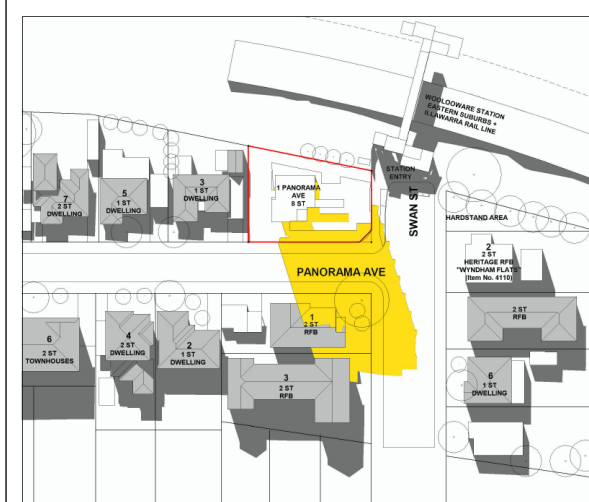 WOOLOOWARE STATION
EASTERN SUBURBS +
ILLAWARRA RAIL LINE
STATION
ENTRY
SWAN ST
HARDSTAND AREA
1 PANORAMA
AVE
8 ST
3
1 ST
DWELLING
5
1 ST
DWELLING
7
2 ST
DWELLING
PANORAMA AVE
2
2 ST
HERITAGE RFB
"WYNDHAM FLATS"
(Item No. 4110)
2 ST
RFB
1
2 ST
RFB
6
2 ST
TOWNHOUSES
4
2 ST
DWELLING
2
1 ST
DWELLING
3
2 ST
RFB
6
1 ST
DWELLING